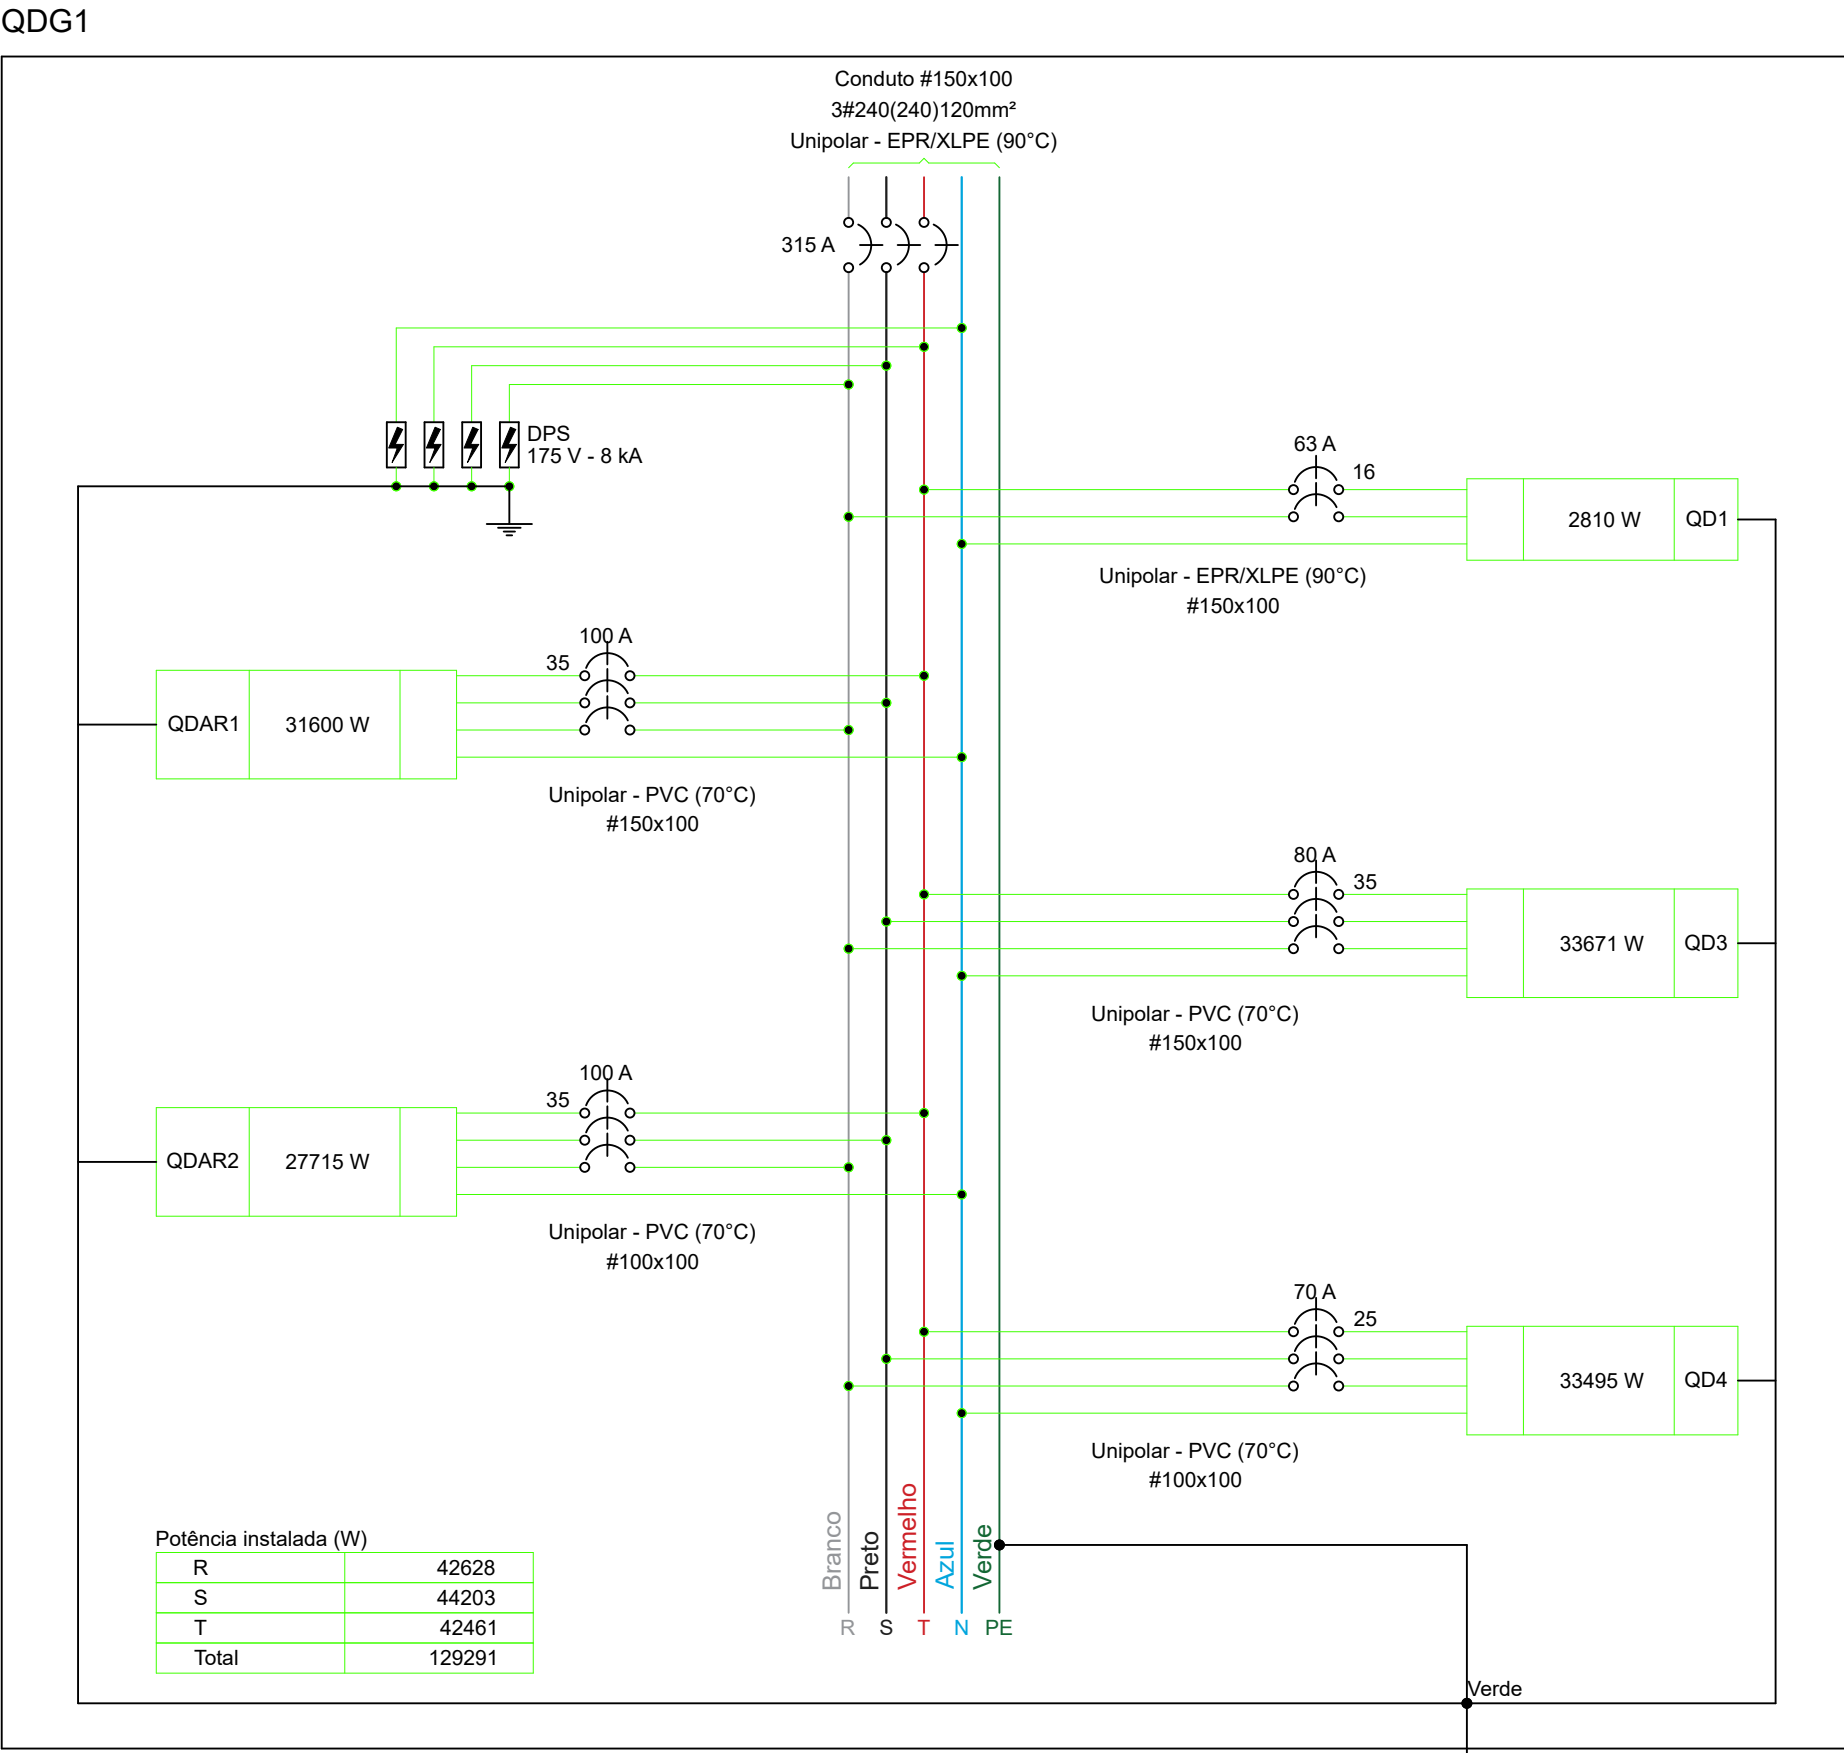 QDG1
Conduto #150x100
3#240(240)120mm²
Unipolar - EPR/XLPE (90°C)
315 A
DPS
175 V - 8 kA
63 A
16
2810 W
QD1
Unipolar - EPR/XLPE (90°C)
#150x100
100 A
35
QDAR1
31600 W
Unipolar - PVC (70°C)
#150x100
80 A
35
33671 W
QD3
Unipolar - PVC (70°C)
#150x100
100 A
35
QDAR2
27715 W
Unipolar - PVC (70°C)
#100x100
70 A
25
33495 W
QD4
Unipolar - PVC (70°C)
#100x100
Branco
Preto
Vermelho
Azul
Verde
R S T N PE
Potência instalada (W)
R 42628
S 44203
T 42461
Total 129291
Verde